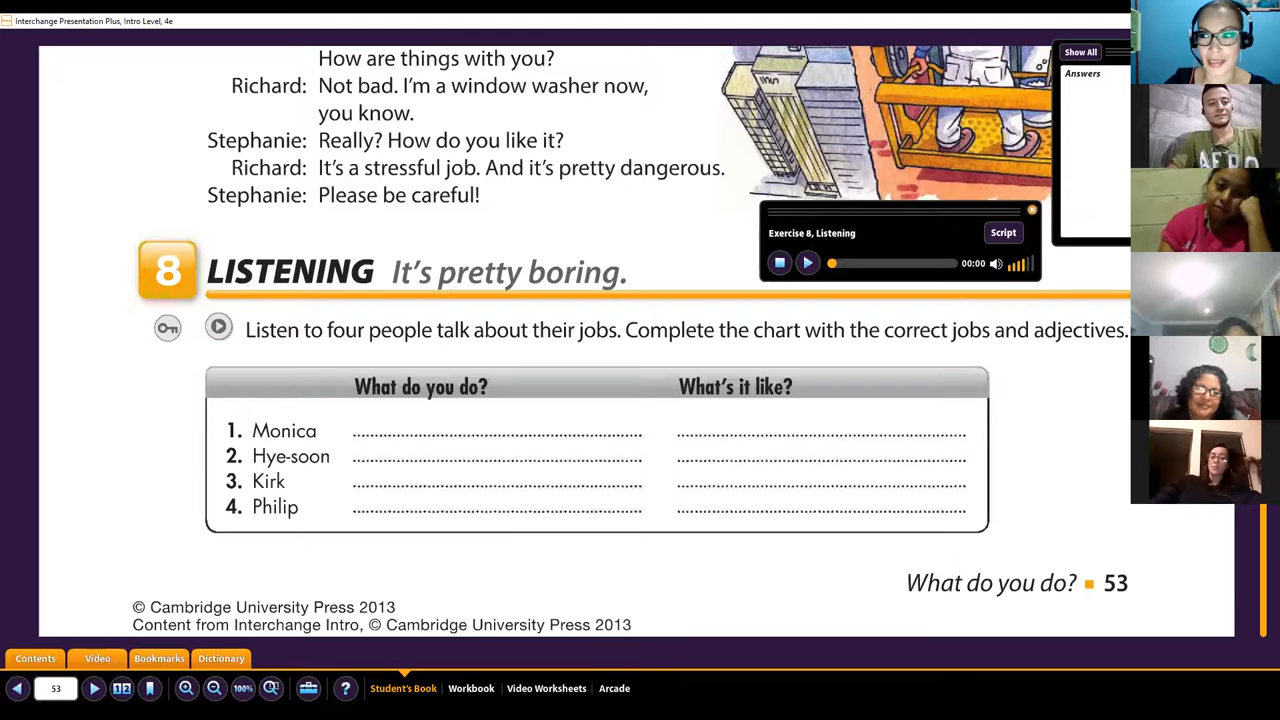 Interchange Presentation Plus, Intro Level, 4e
How are things with you?
Richard: Not bad. I'm a window washer now,
you know.
Stephanie: Really? How do you like it?
Richard: It's a stressful job. And it's pretty dangerous.
Stephanie: Please be careful!
Show All
Answers
Exercise 8, Listening
Script
00:00
8 LISTENING It's pretty boring.
Listen to four people talk about their jobs. Complete the chart with the correct jobs and adjectives.
What do you do? What's it like?
1. Monica
2. Hye-soon
3. Kirk
4. Philip
What do you do? 53
© Cambridge University Press 2013
Content from Interchange Intro, © Cambridge University Press 2013
Contents Video Bookmarks Dictionary
53 1 2 100% ? Student's Book Workbook Video Worksheets Arcade